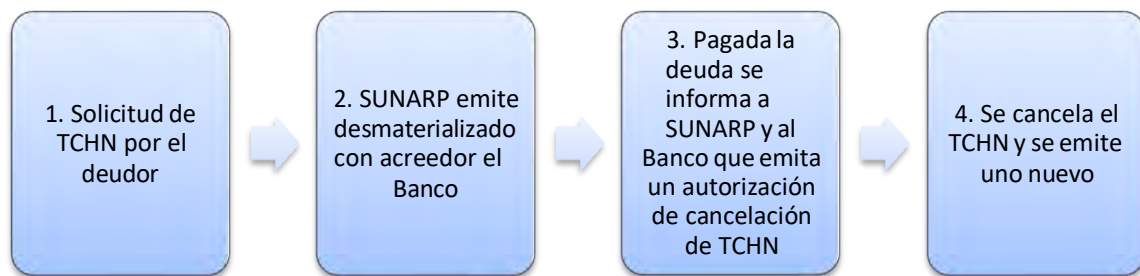 1. Solicitud de
TCHN por el
deudor
2. SUNARP emite
desmaterializado
con acreedor el
Banco
3. Pagada la
deuda se
informa a
SUNARP y al
Banco que emita
un autorización
de cancelación
de TCHN
4. Se cancela el
TCHN y se emite
uno nuevo